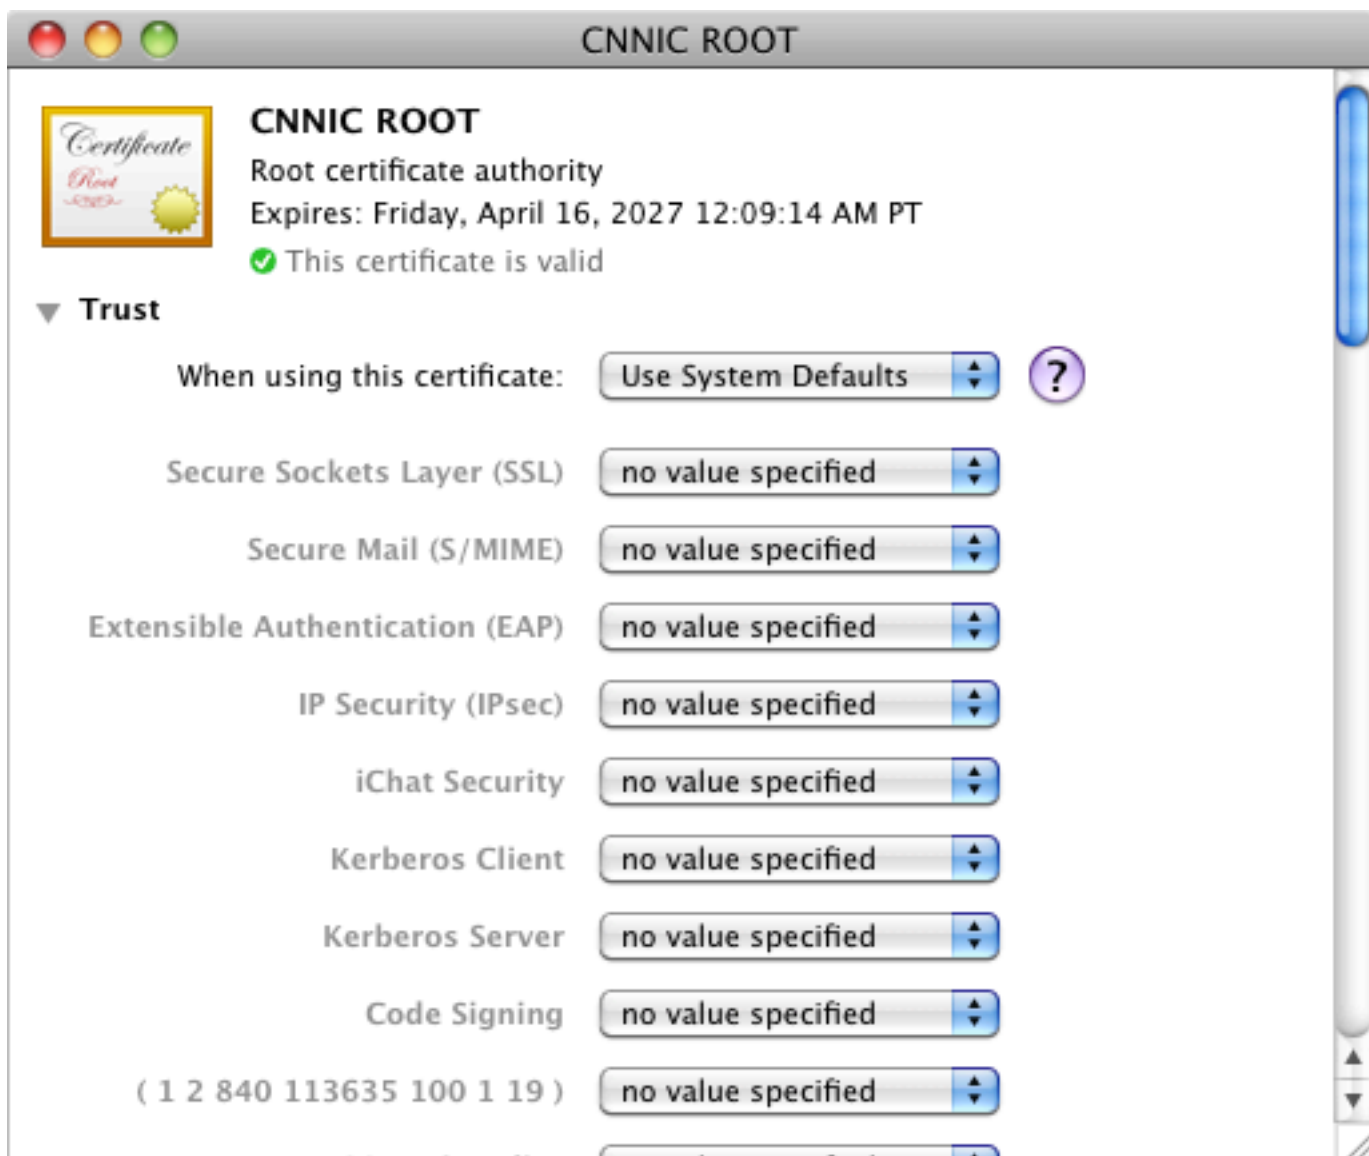 CNNIC ROOT
Certificate
Root
CNNIC ROOT
Root certificate authority
Expires: Friday, April 16, 2027 12:09:14 AM PT
This certificate is valid
Trust
When using this certificate: Use System Defaults ?
Secure Sockets Layer (SSL) no value specified
Secure Mail (S/MIME) no value specified
Extensible Authentication (EAP) no value specified
IP Security (IPsec) no value specified
iChat Security no value specified
Kerberos Client no value specified
Kerberos Server no value specified
Code Signing no value specified
( 1 2 840 113635 100 1 19 ) no value specified